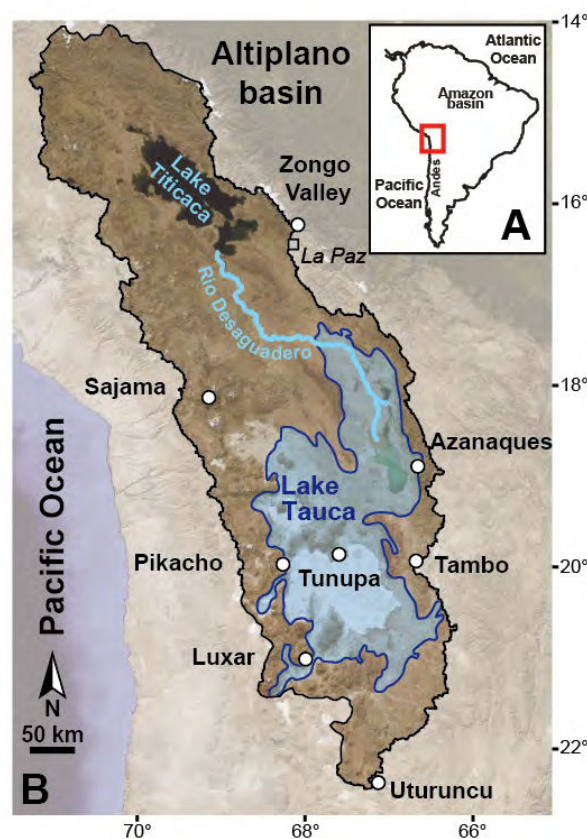 Altiplano
basin
Atlantic
Ocean
Amazon
basin
Pacific
Ocean
Andes
A
14°
Lake
Titicaca
Zongo
Valley
La Paz
16°
Río Desaguadero
Sajama
18°
Azanaques
Lake
Tauca
Pikacho
Tunupa
Tambo
20°
Pacific Ocean
Luxar
N
50 km
22°
B
Uturuncu
70°
68°
66°